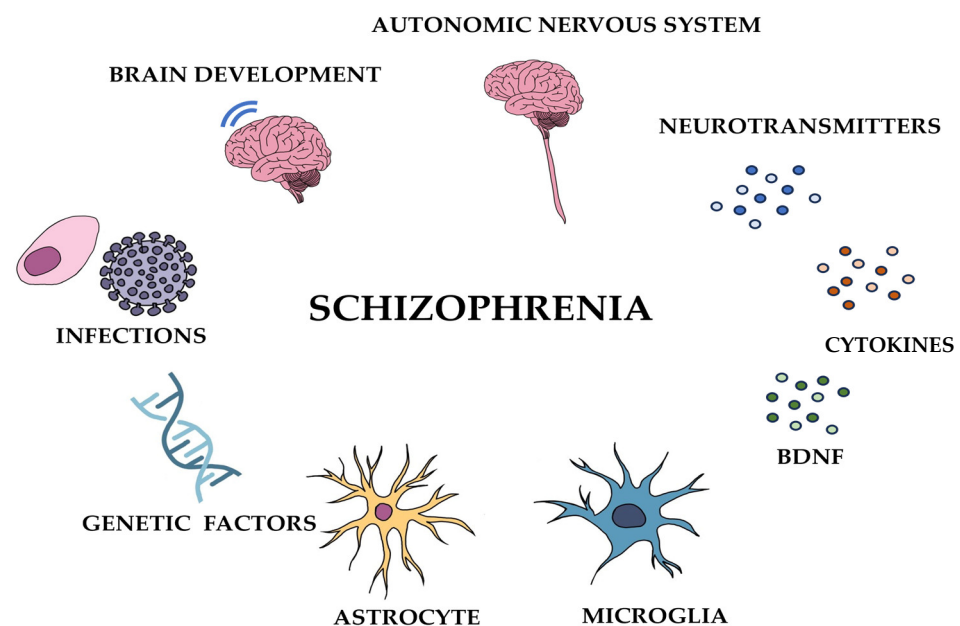 AUTONOMIC NERVOUS SYSTEM
BRAIN DEVELOPMENT
NEUROTRANSMITTERS
SCHIZOPHRENIA
INFECTIONS
CYTOKINES
BDNF
GENETIC FACTORS
ASTROCYTE
MICROGLIA